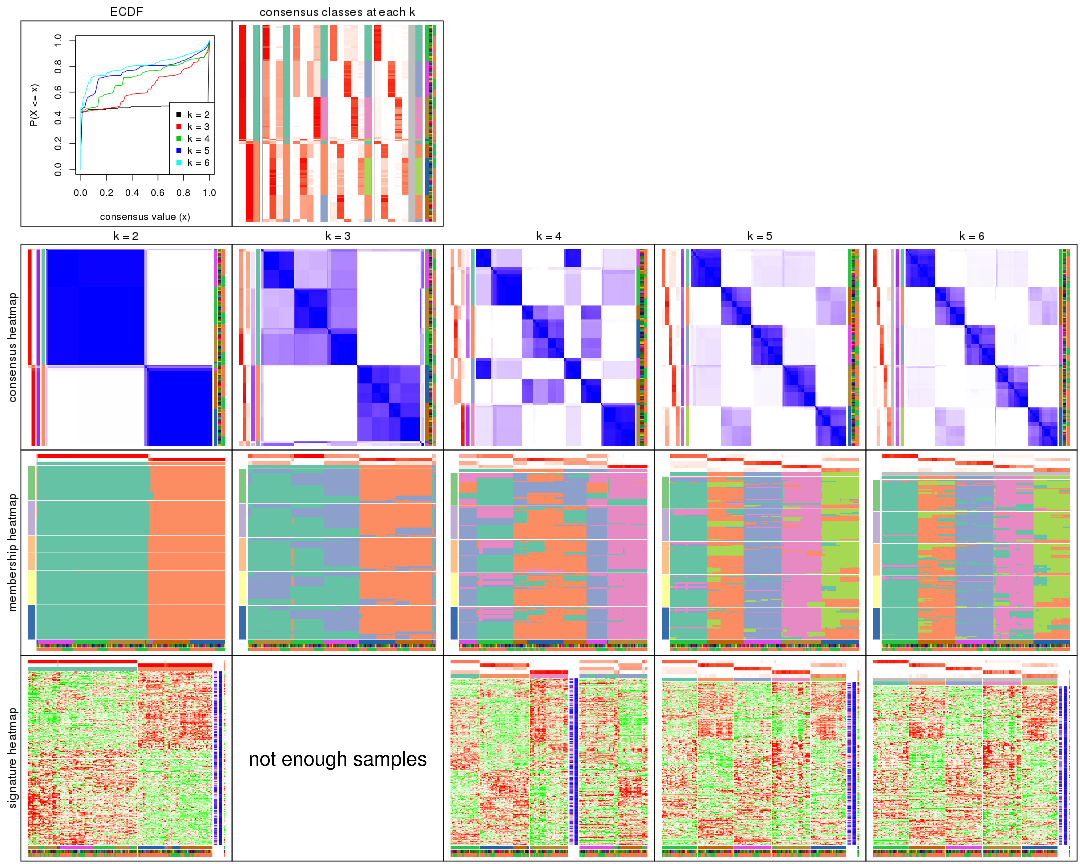 ECDF
consensus classes at each k
P(X <= x)
0.0 0.2 0.4 0.6 0.8 1.0
k = 2
k = 3
k = 4
k = 5
k = 6
0.0 0.2 0.4 0.6 0.8 1.0
consensus value (x)
k = 2
k = 3
k = 4
k = 5
k = 6
consensus heatmap
membership heatmap
signature heatmap
not enough samples